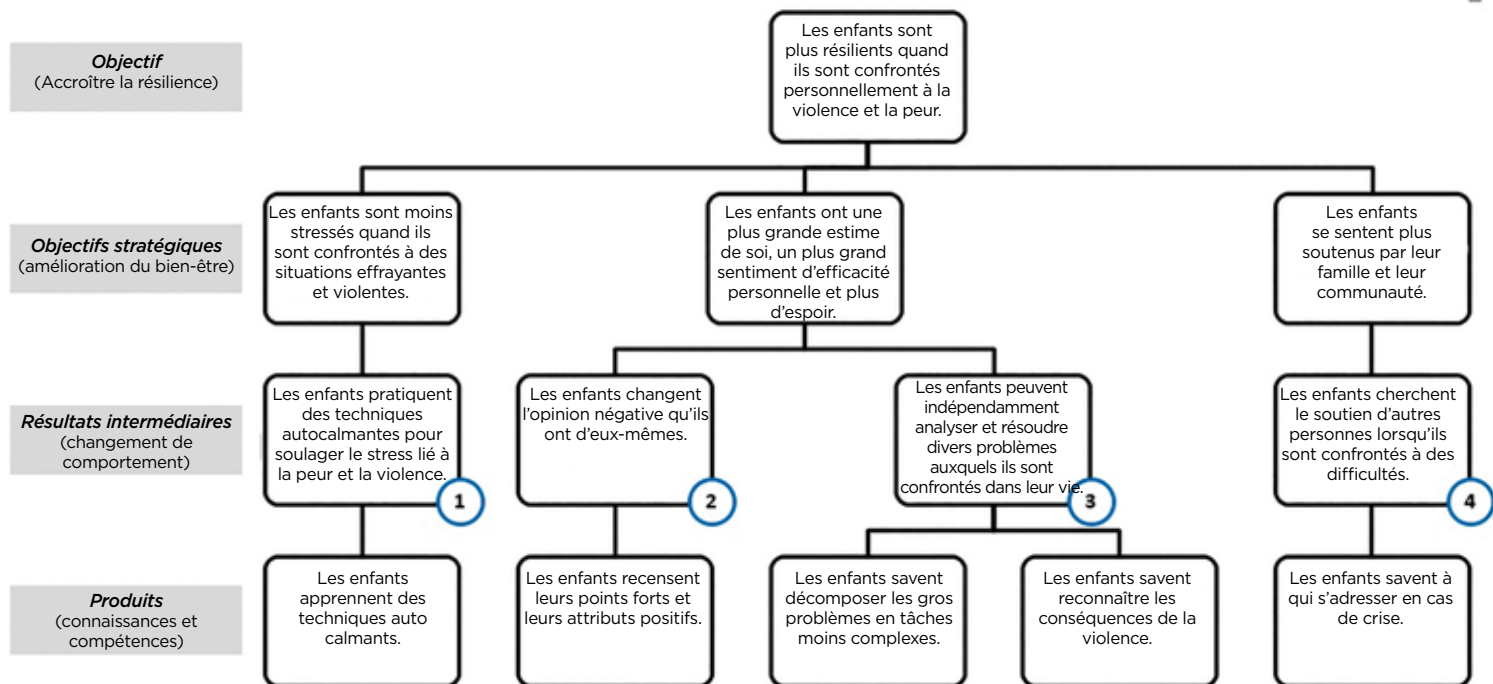 Objectif
(Accroître la résilience)
Les enfants sont
plus résilients quand
ils sont confrontés
personnellement à la
violence et la peur.
Objectifs stratégiques
(amélioration du bien-être)
Les enfants sont moins
stressés quand ils
sont confrontés à des
situations effrayantes
et violentes.
Les enfants ont une
plus grande estime
de soi, un plus grand
sentiment d'efficacité
personnelle et plus
d'espoir.
Les enfants
se sentent plus
soutenus par leur
famille et leur
communauté.
Résultats intermédiaires
(changement de
comportement)
Les enfants pratiquent
des techniques
autocalmantes pour
soulager le stress lié à
la peur et la violence.
1
Les enfants changent
l'opinion négative qu'ils
ont d'eux-mêmes.
2
Les enfants peuvent
indépendamment
analyser et résoudre
divers problèmes
auxquels ils sont
confrontés dans leur vie.
3
Les enfants cherchent
le soutien d'autres
personnes lorsqu'ils
sont confrontés à des
difficultés.
4
Produits
(connaissances et
compétences)
Les enfants
apprennent des
techniques auto
calmants.
Les enfants recensent
leurs points forts et
leurs attributs positifs.
Les enfants savent
décomposer les gros
problèmes en tâches
moins complexes.
Les enfants savent
reconnaître les
conséquences de la
violence.
Les enfants savent à
qui s'adresser en cas
de crise.